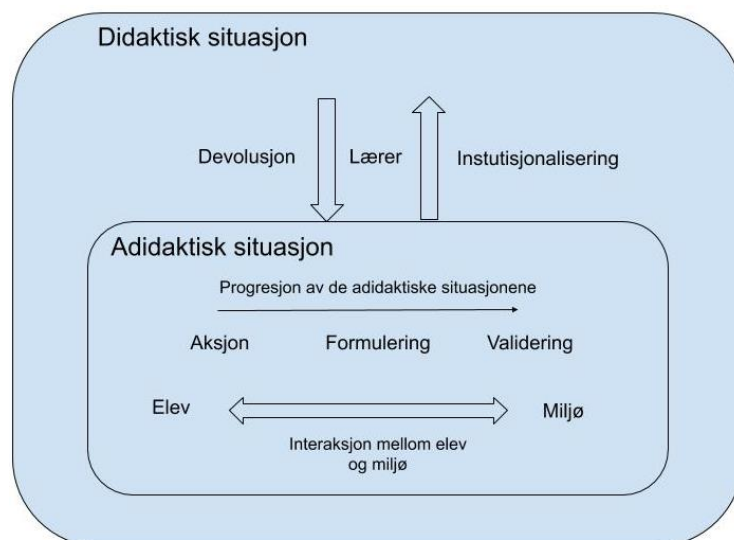 Didaktisk situasjon
Devolusjon
Lærer
Instutisjonalisering
Adidaktisk situasjon
Progresjon av de adidaktiske situasjonene
Aksjon
Formulering
Validering
Elev
Miljø
Interaksjon mellom elev
og miljø